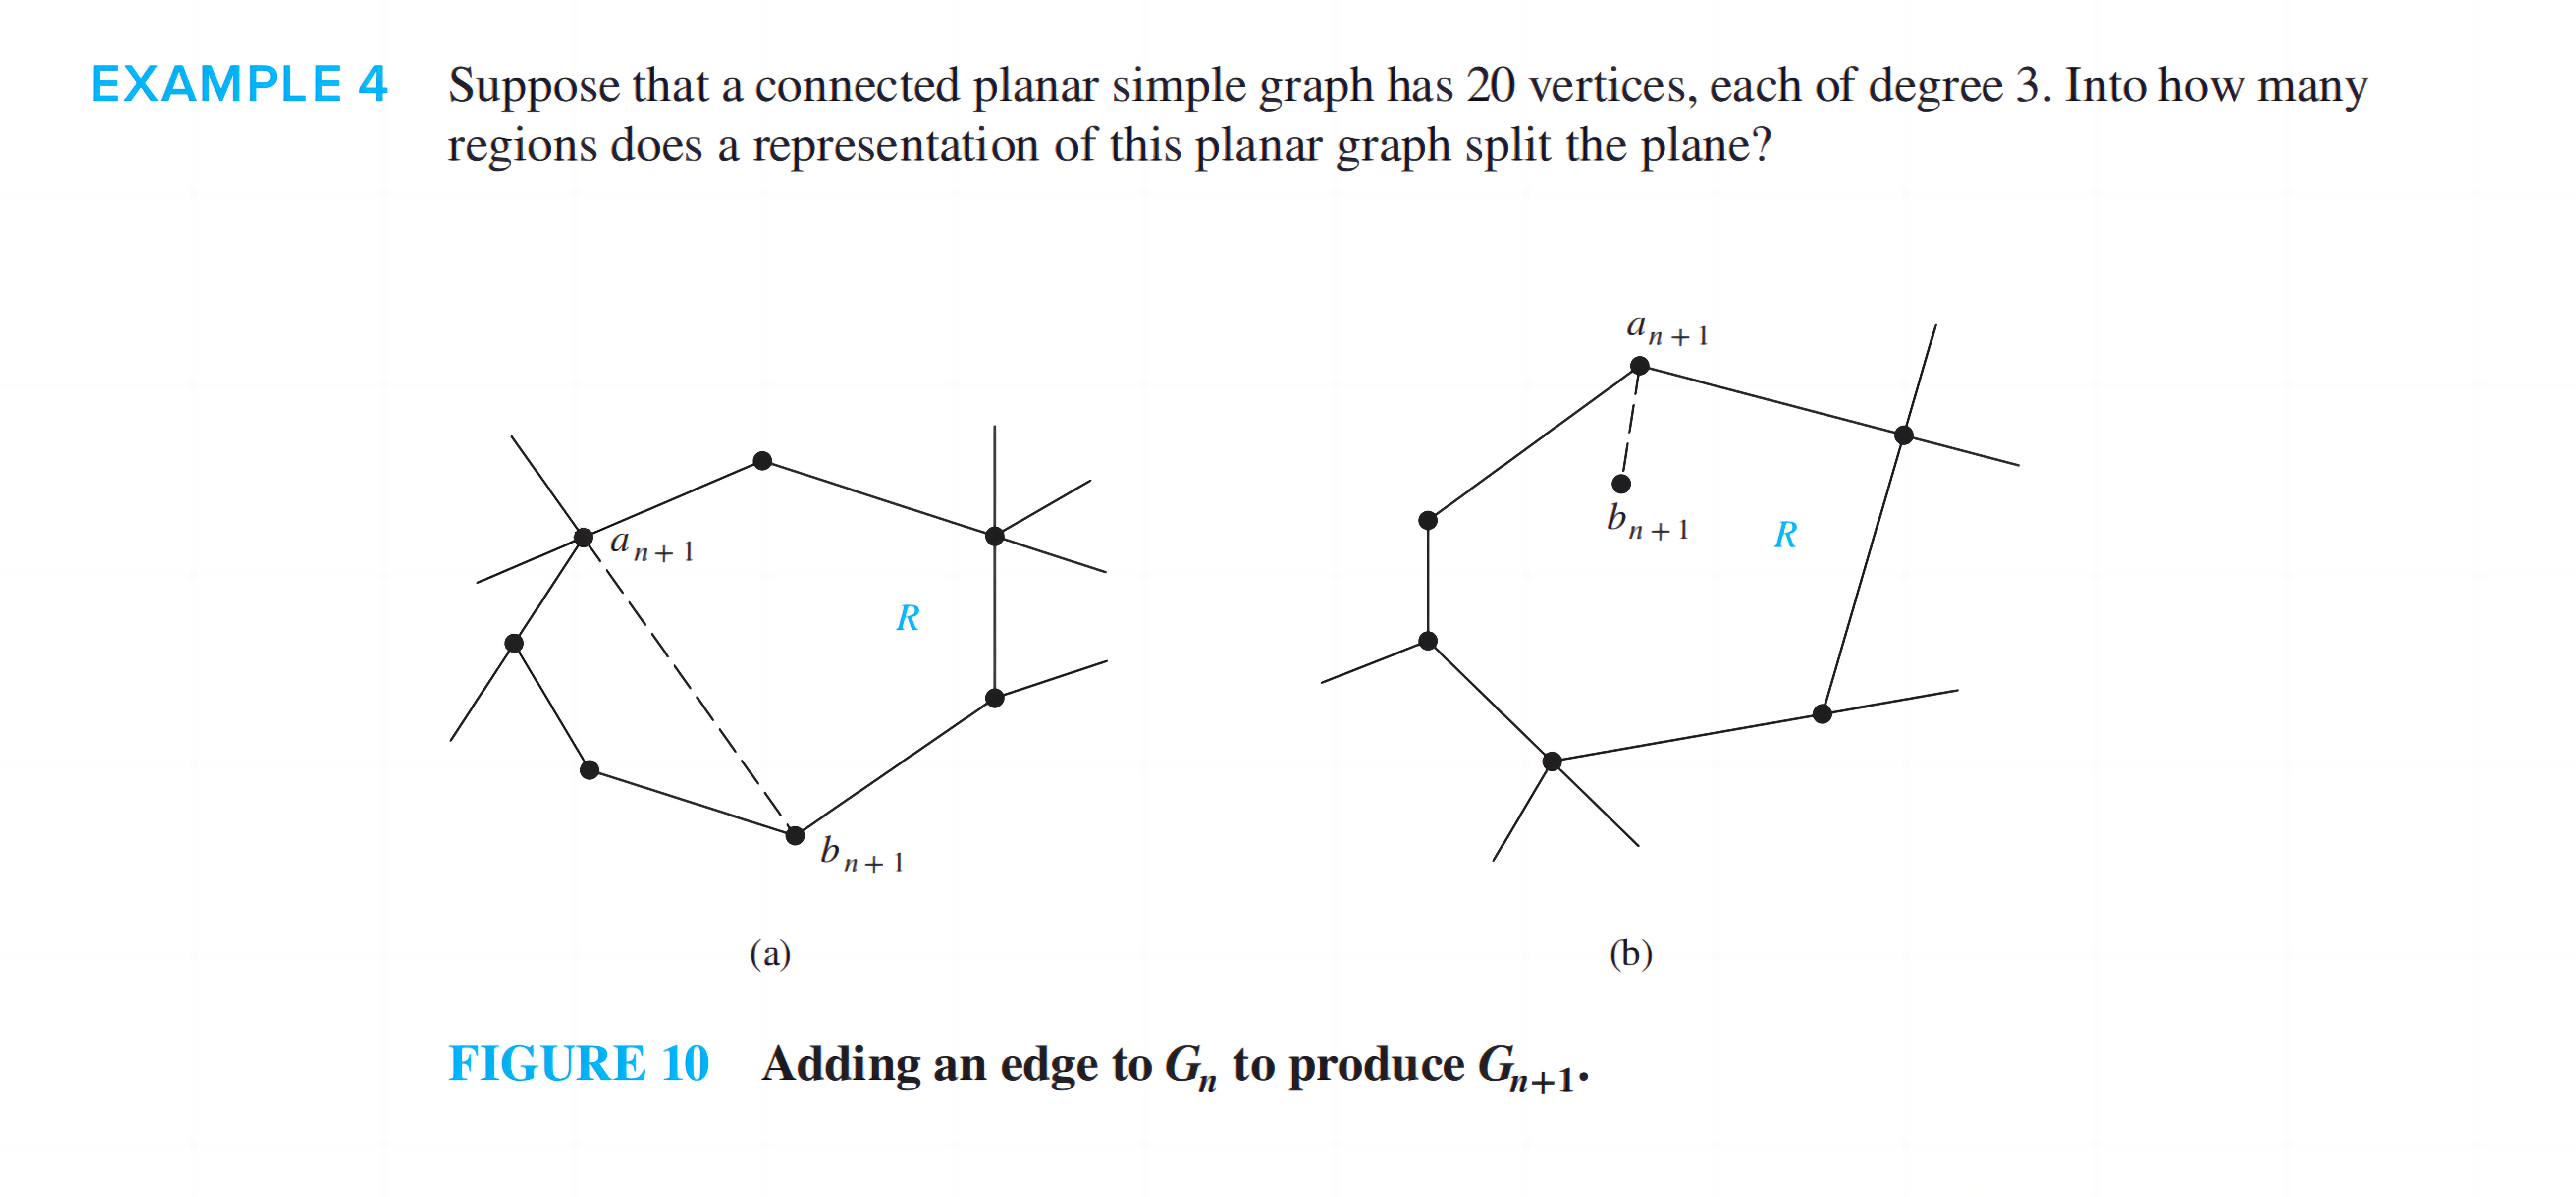 EXAMPLE 4 Suppose that a connected planar simple graph has 20 vertices, each of degree 3. Into how many
regions does a representation of this planar graph split the plane?
a n + 1
a n + 1
b n + 1
R
R
b n + 1
(a)
(b)
FIGURE 10 Adding an edge to Gn to produce Gn+1.